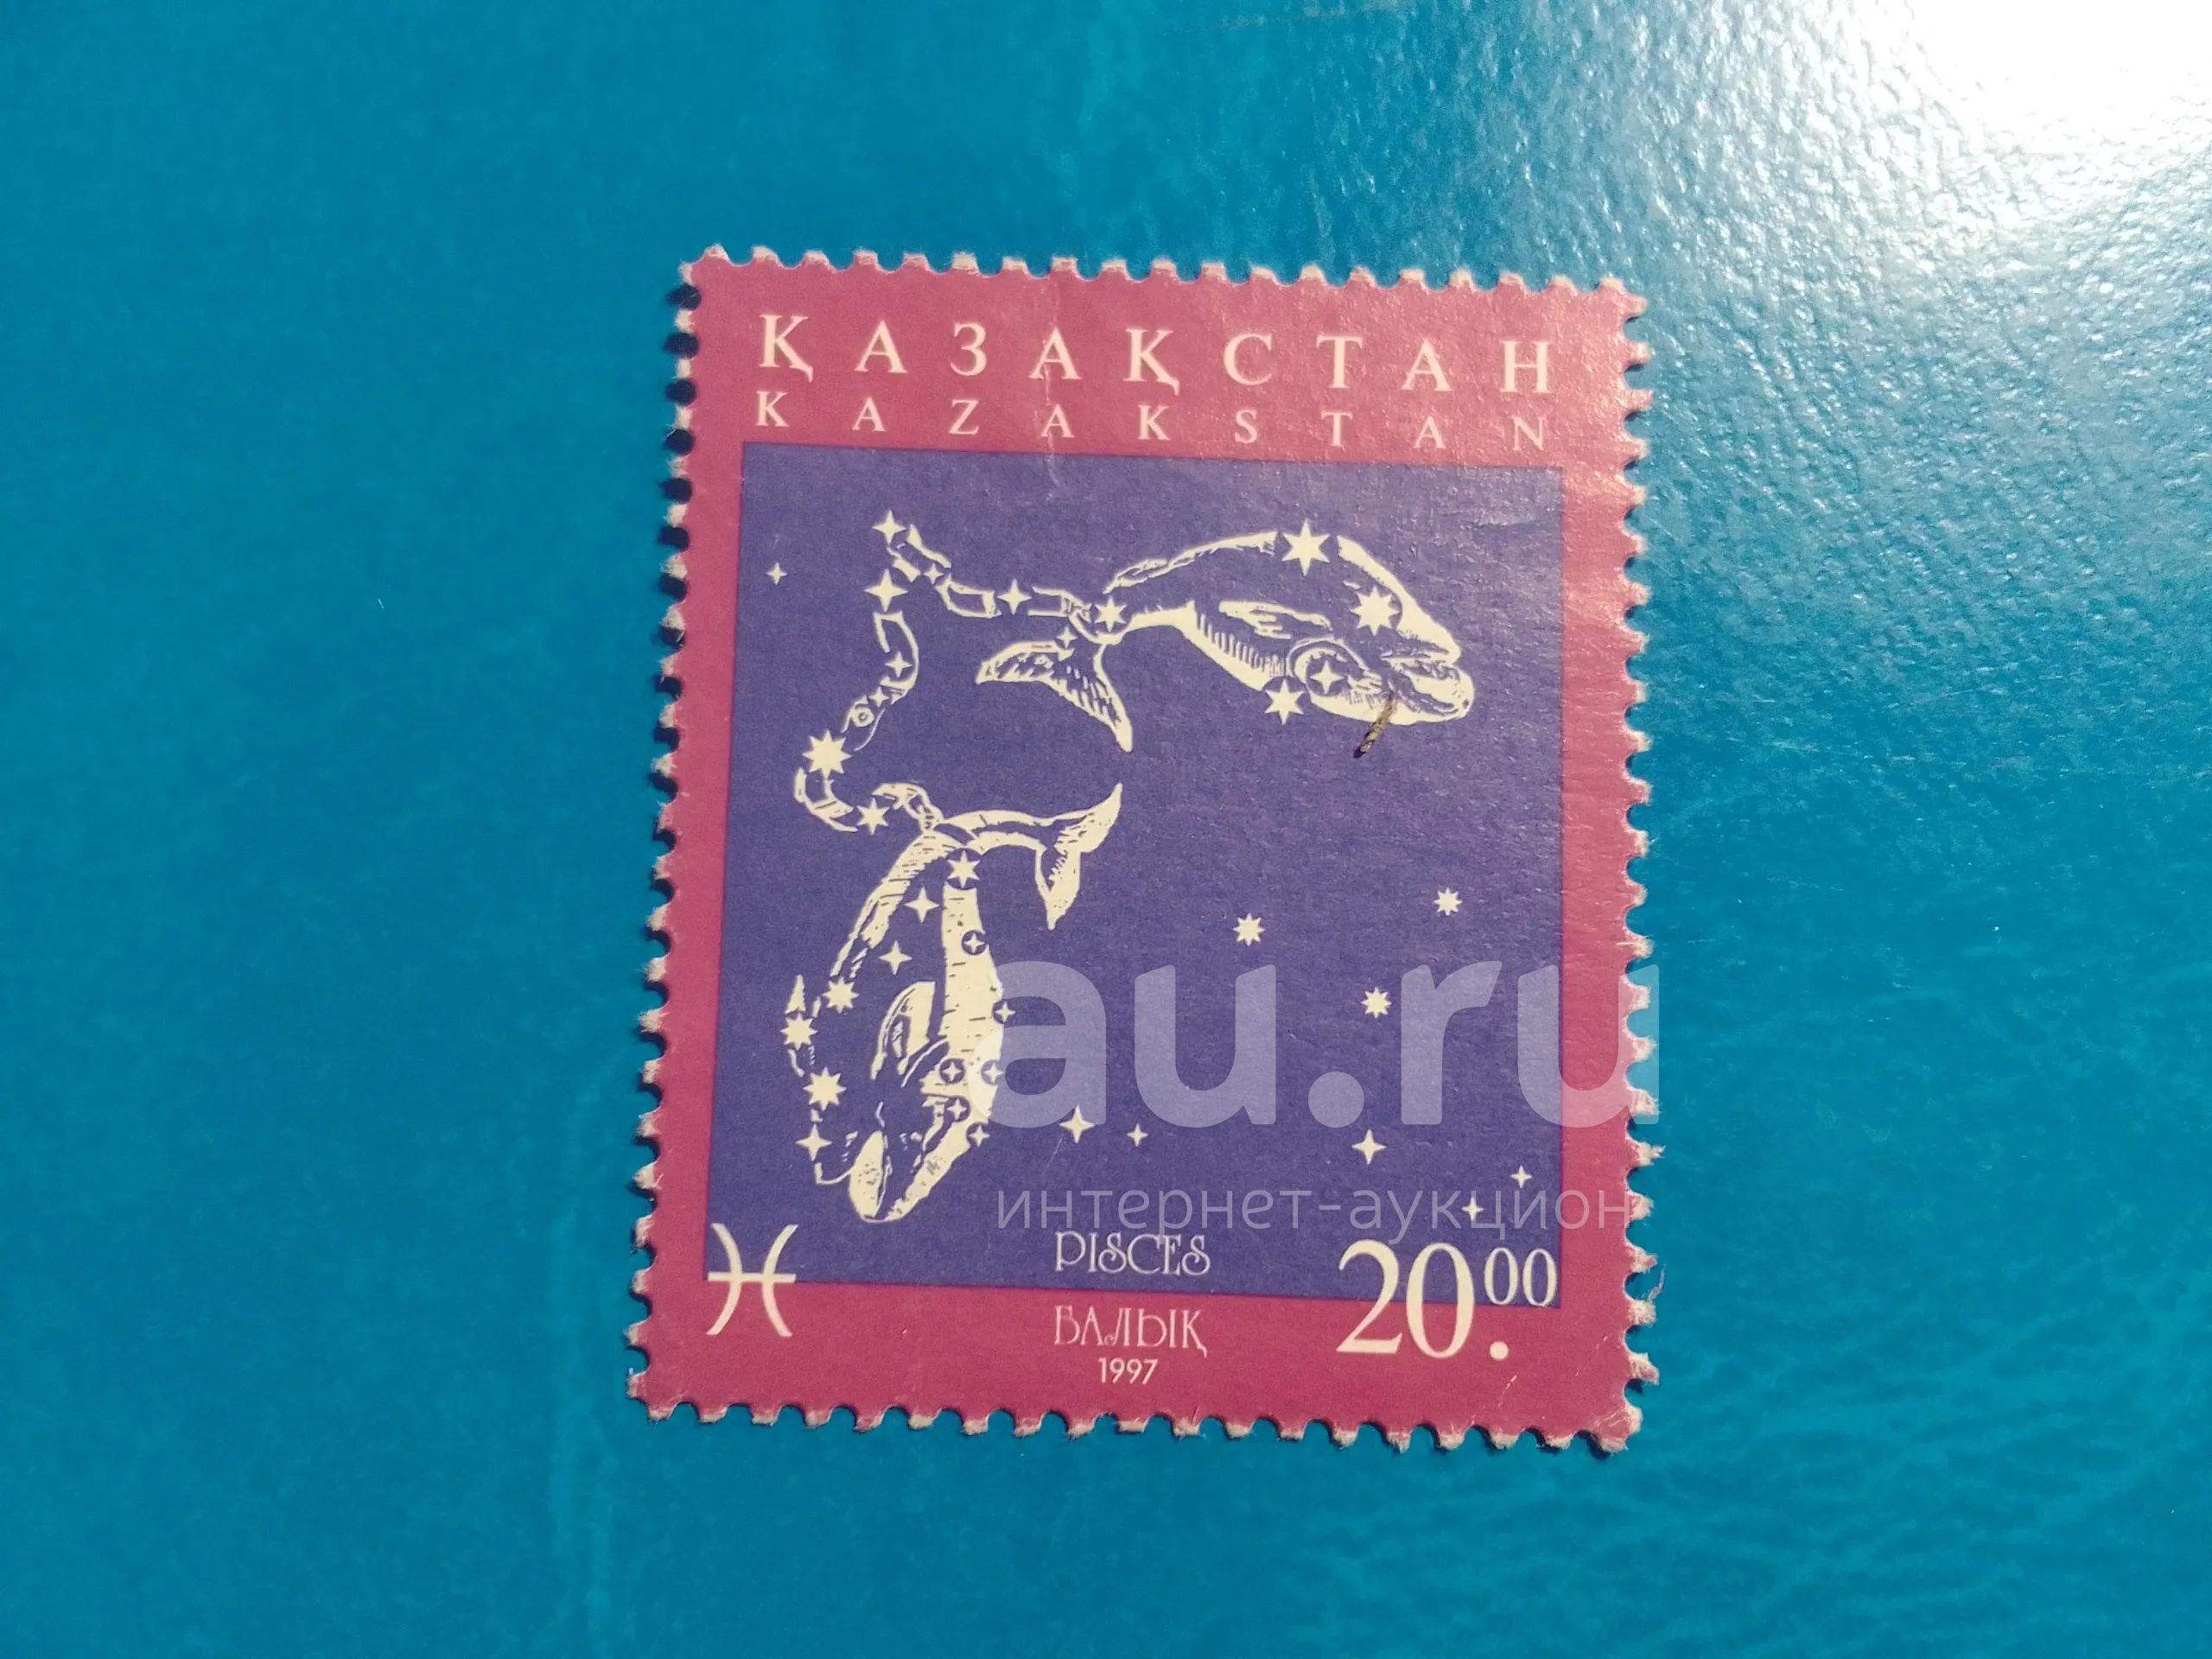 ҚАЗАҚСТАН
KAZAKSTAN
au.ru
интернет-аукцион
PISCES
20.00
БАЛЫҚ
1997